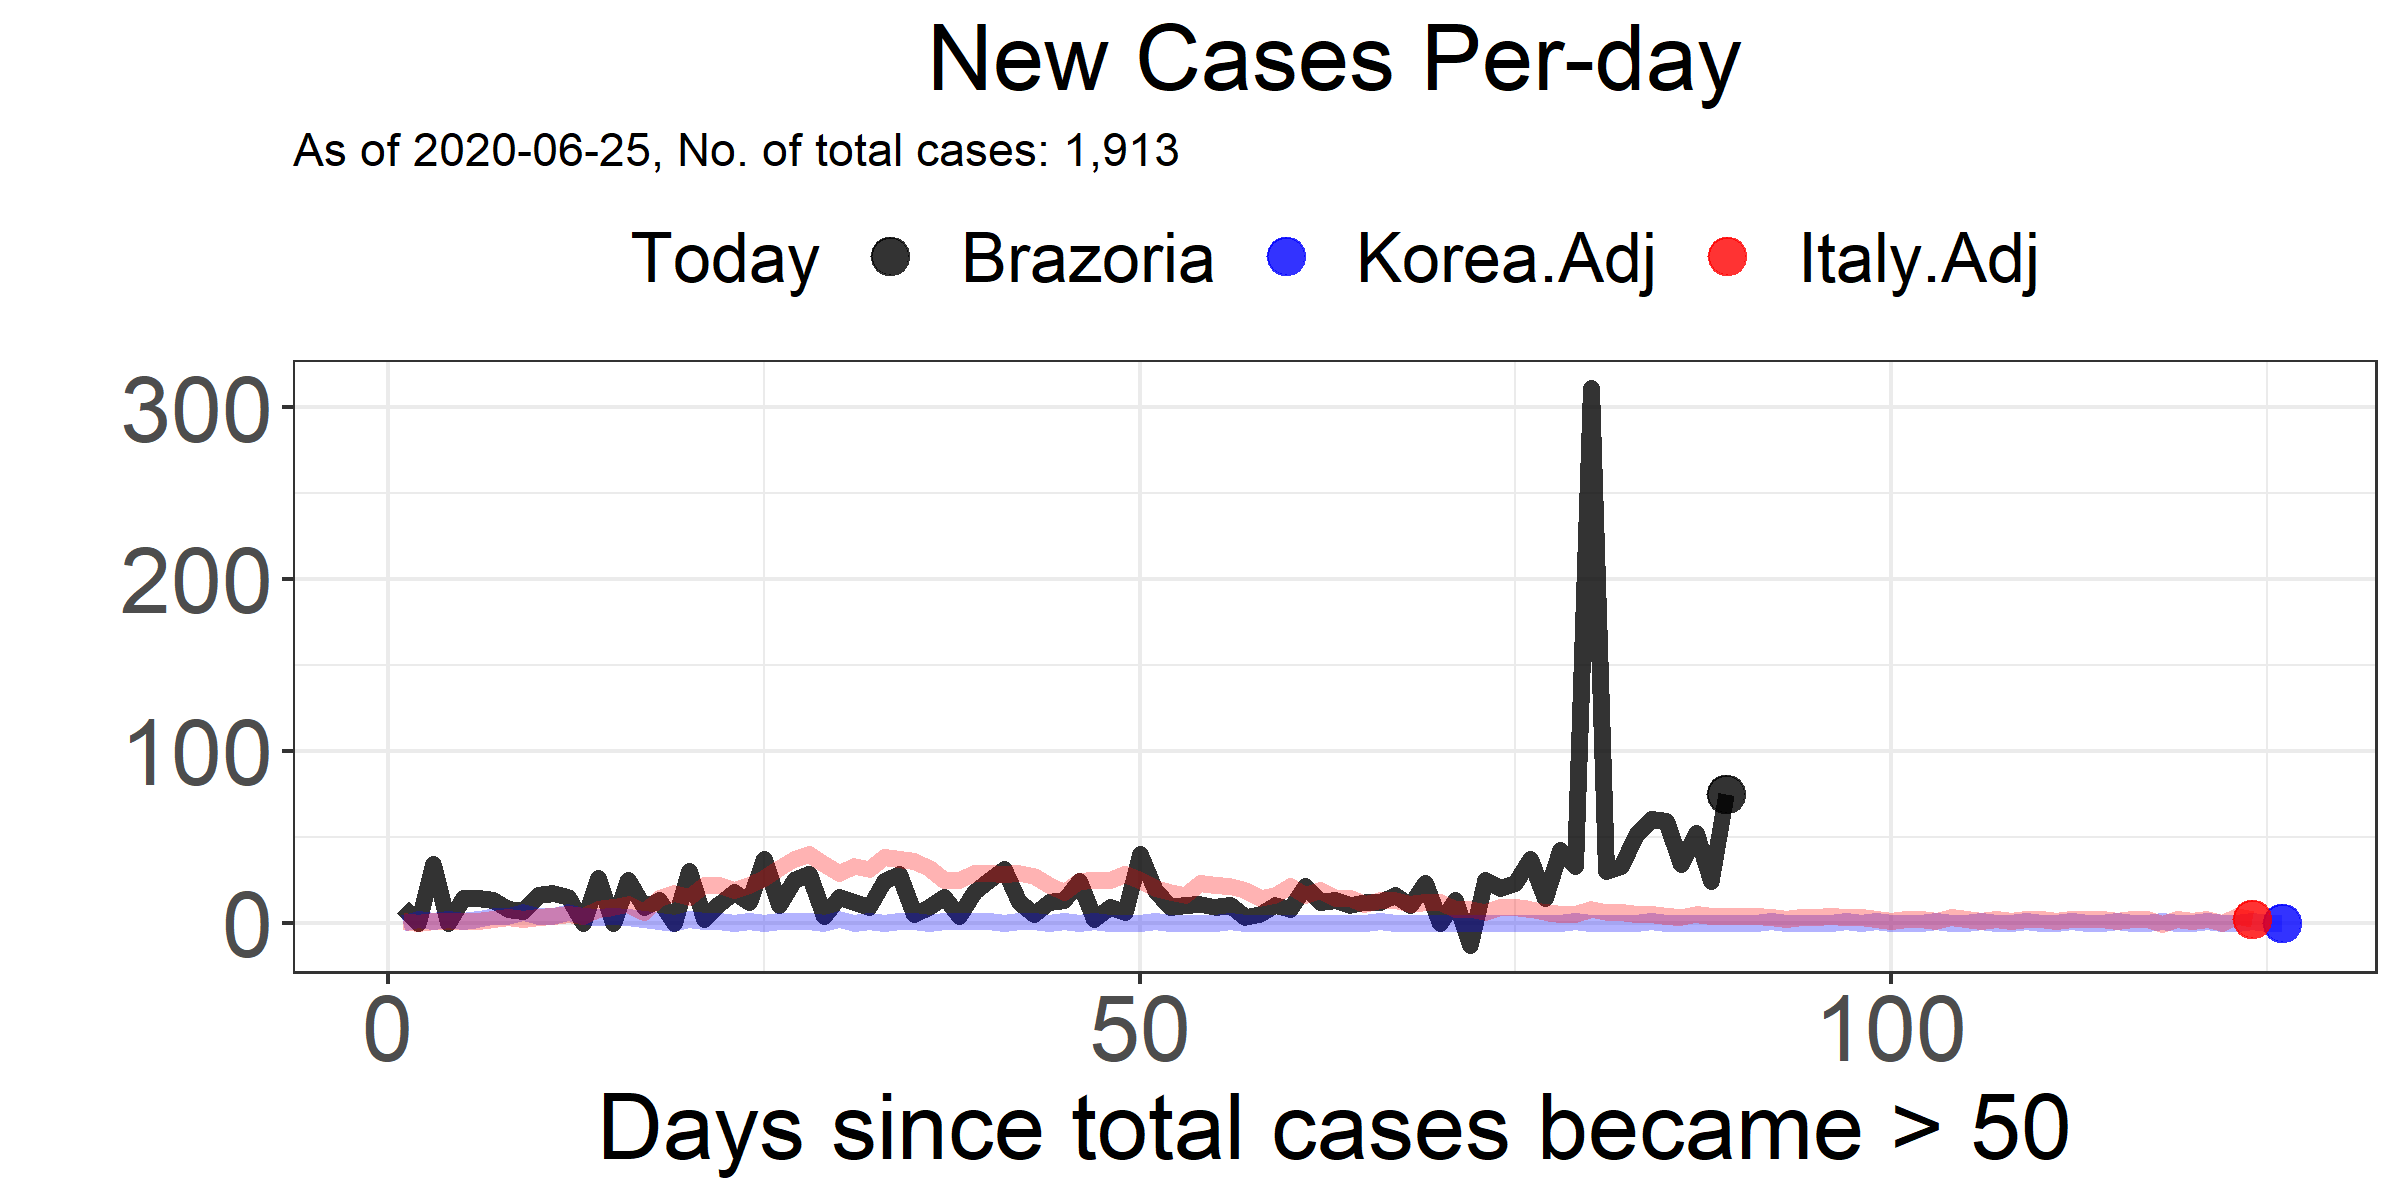 New Cases Per-day
As of 2020-06-25, No. of total cases: 1,913
Today Brazoria Korea.Adj Italy.Adj
300
200
100
0
0 50 100
Days since total cases became > 50